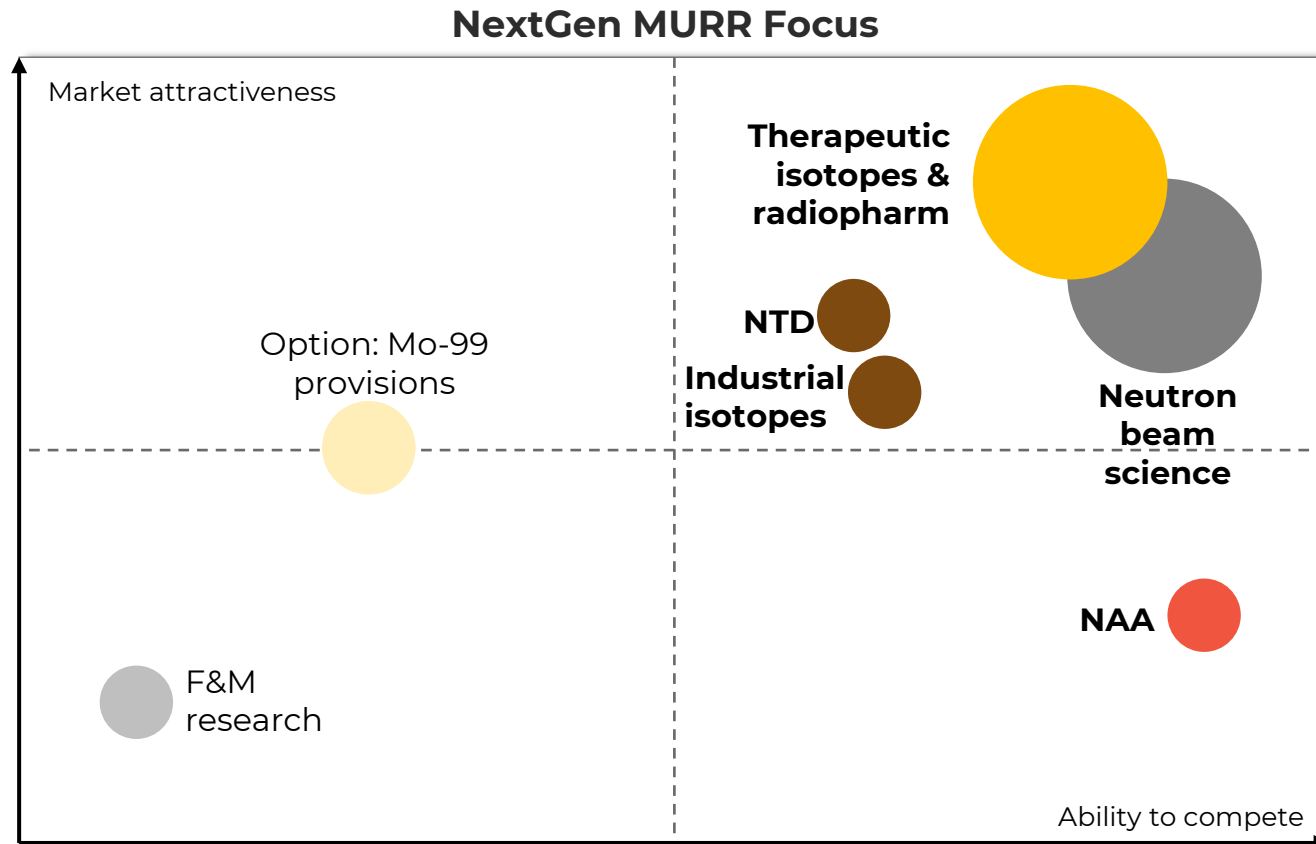 NextGen MURR Focus
Market attractiveness
Therapeutic
isotopes &
radiopharm
NTD
Option: Mo-99
provisions
Industrial
isotopes
Neutron
beam
science
NAA
F&M
research
Ability to compete